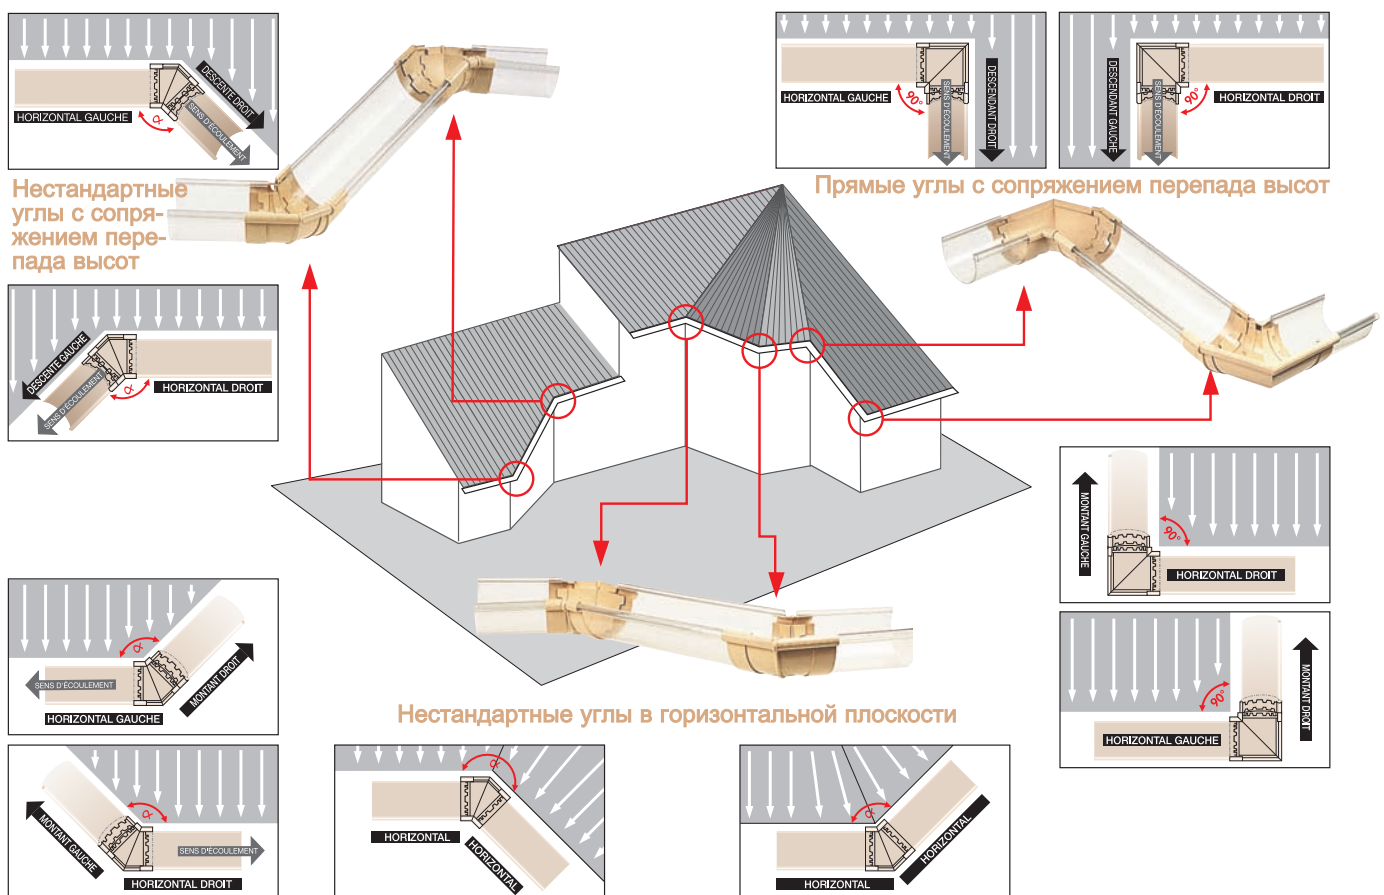 DESCENTE DROIT
HORIZONTAL GAUCHE
α
SENS D'ÉCOULEMENT
HORIZONTAL GAUCHE
90°
SENS D'ÉCOULEMENT
DESCENDANT DROIT
DESCENDANT GAUCHE
SENS D'ÉCOULEMENT
90°
HORIZONTAL DROIT
Нестандартные
углы с сопря-
жением пере-
пада высот
Прямые углы с сопряжением перепада высот
DESCENTE GAUCHE
SENS D'ÉCOULEMENT
α
HORIZONTAL DROIT
MONTANT GAUCHE
90°
HORIZONTAL DROIT
α
SENS D'ÉCOULEMENT
MONTANT DROIT
HORIZONTAL GAUCHE
90°
MONTANT DROIT
HORIZONTAL GAUCHE
Нестандартные углы в горизонтальной плоскости
α
MONTANT GAUCHE
SENS D'ÉCOULEMENT
HORIZONTAL DROIT
α
HORIZONTAL
HORIZONTAL
α
HORIZONTAL
HORIZONTAL